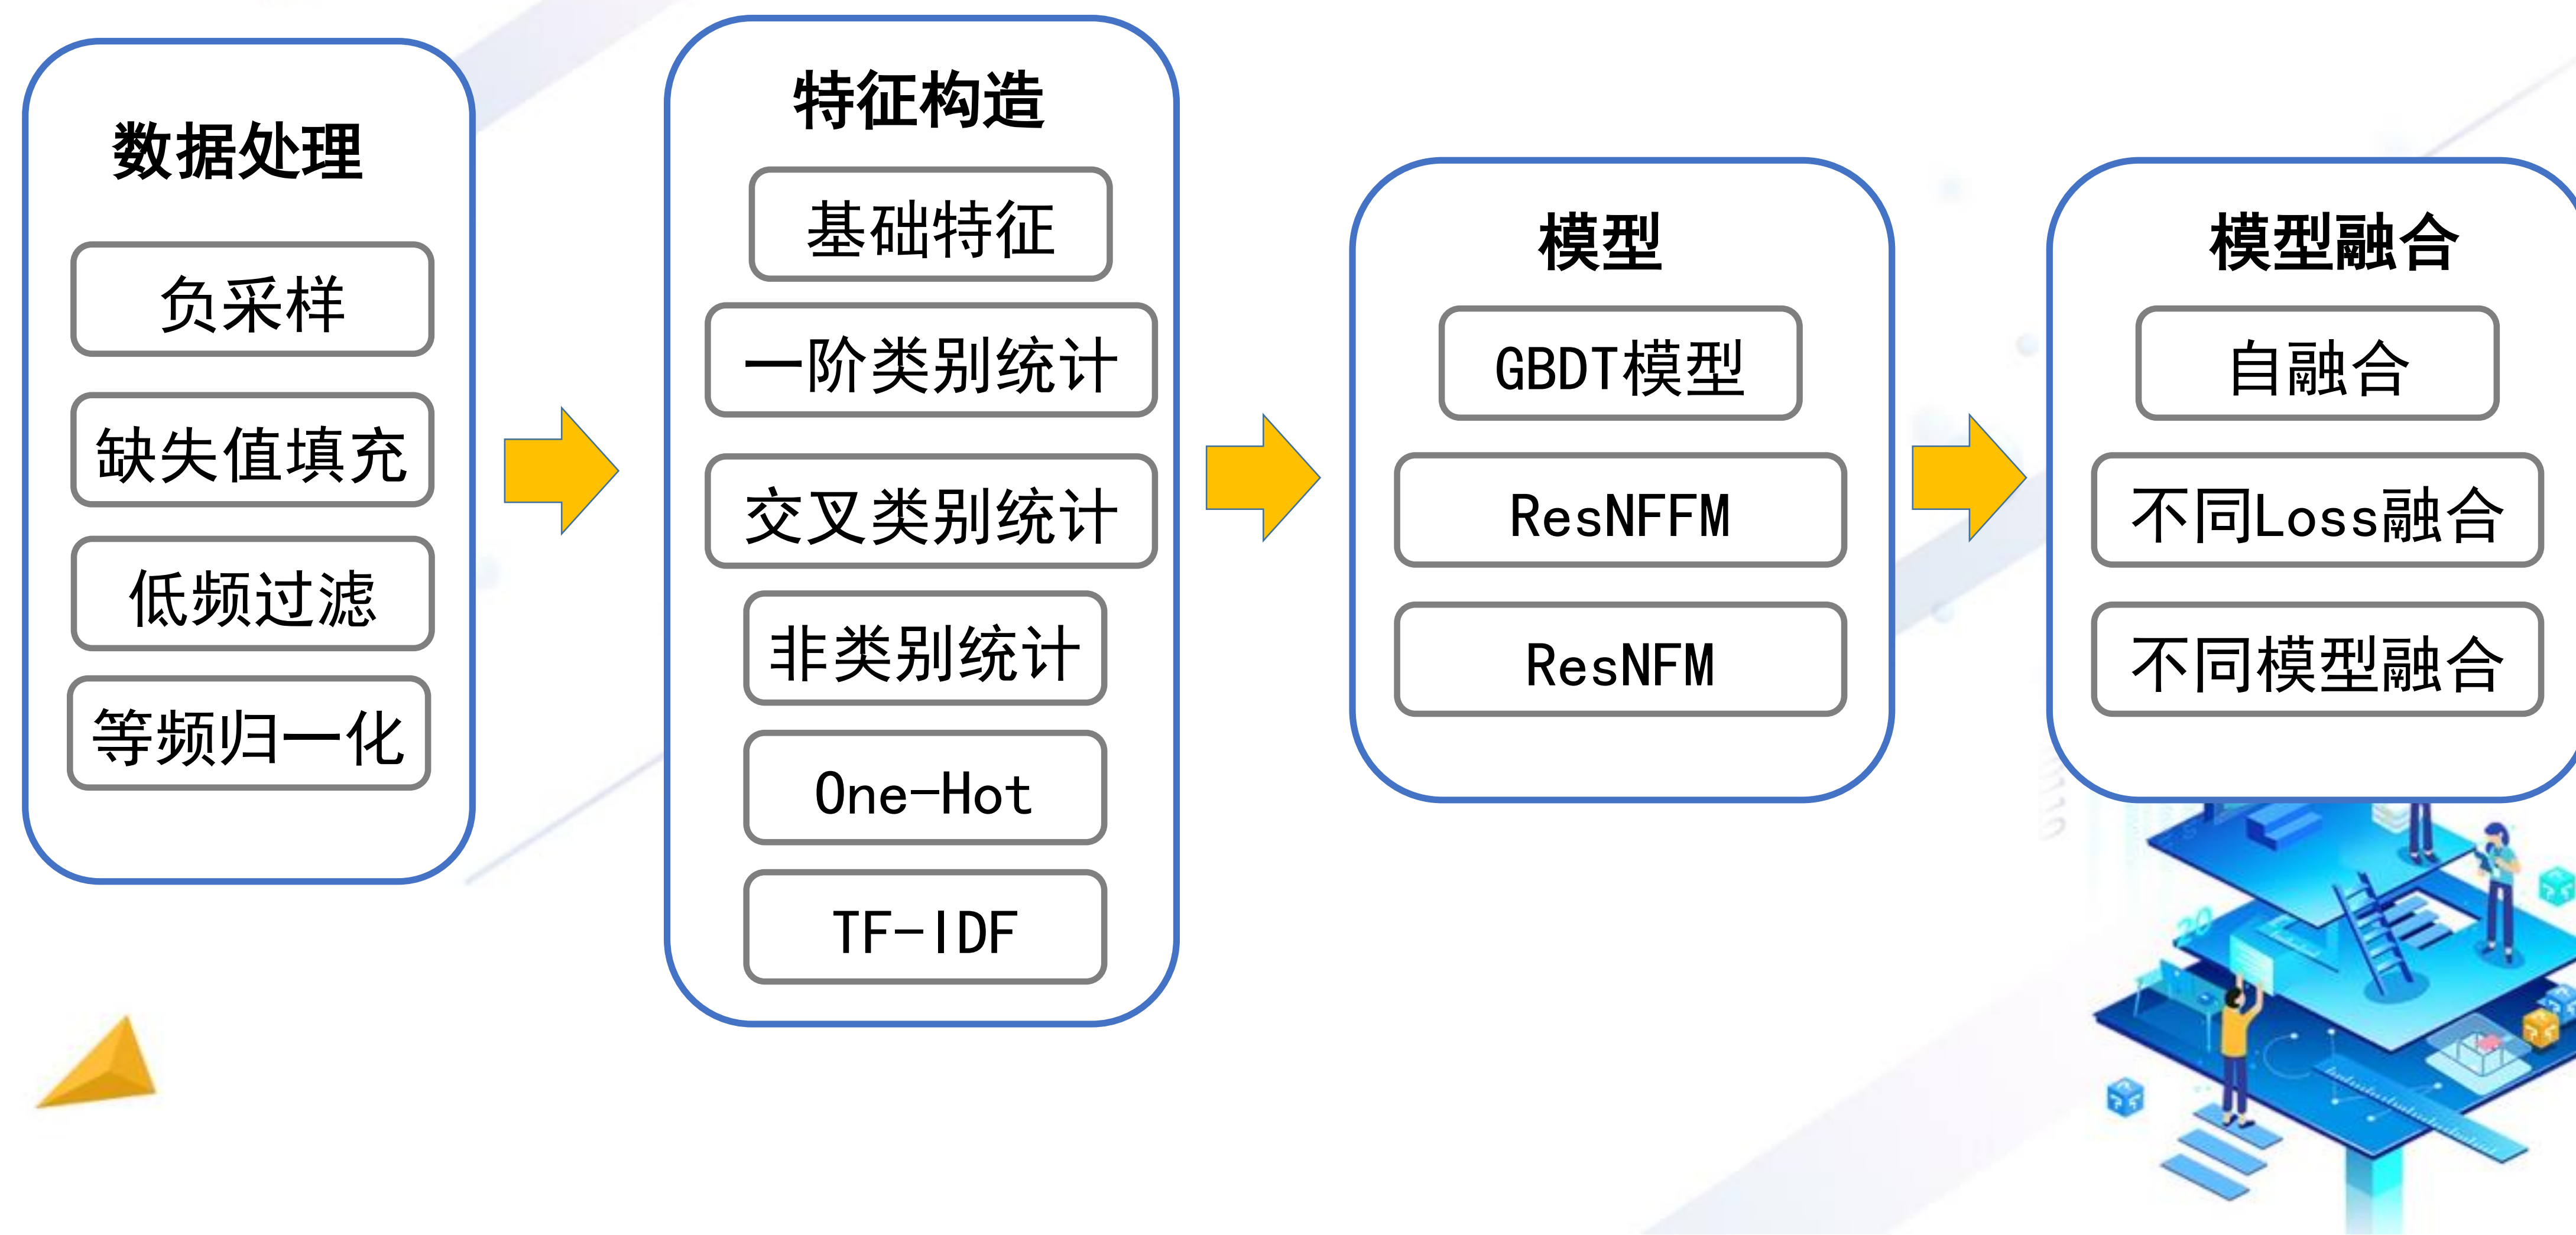 数据处理
负采样
缺失值填充
低频过滤
等频归一化
特征构造
基础特征
一阶类别统计
交叉类别统计
非类别统计
One-Hot
TF-IDF
模型
GBDT模型
ResNFFM
ResNFM
模型融合
自融合
不同Loss融合
不同模型融合